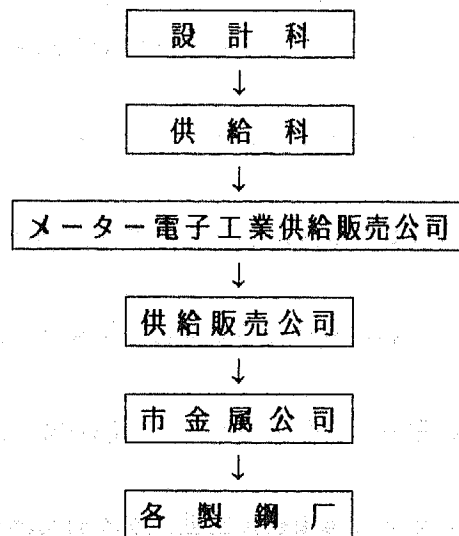 設計科
↓
供給科
↓
メーター電子工業供給販売公司
↓
供給販売公司
↓
市金属公司
↓
各製鋼厂